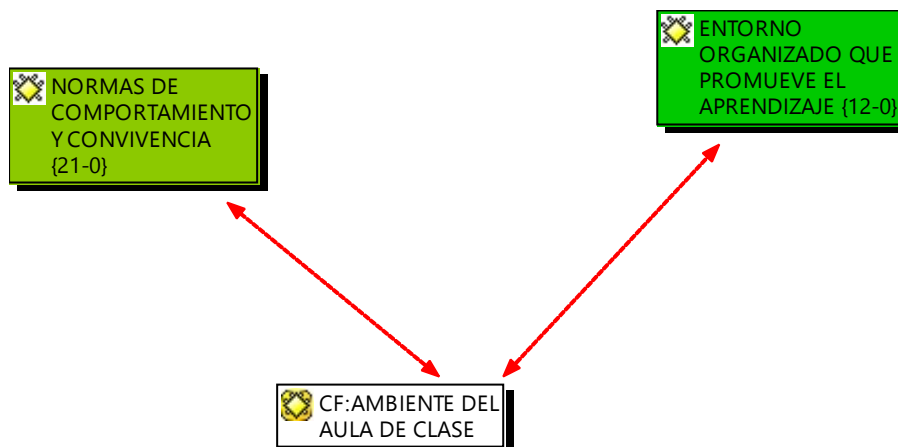 NORMAS DE
COMPORTAMIENTO
Y CONVIVENCIA
{21-0}
ENTORNO
ORGANIZADO QUE
PROMUEVE EL
APRENDIZAJE {12-0}
CF:AMBIENTE DEL
AULA DE CLASE